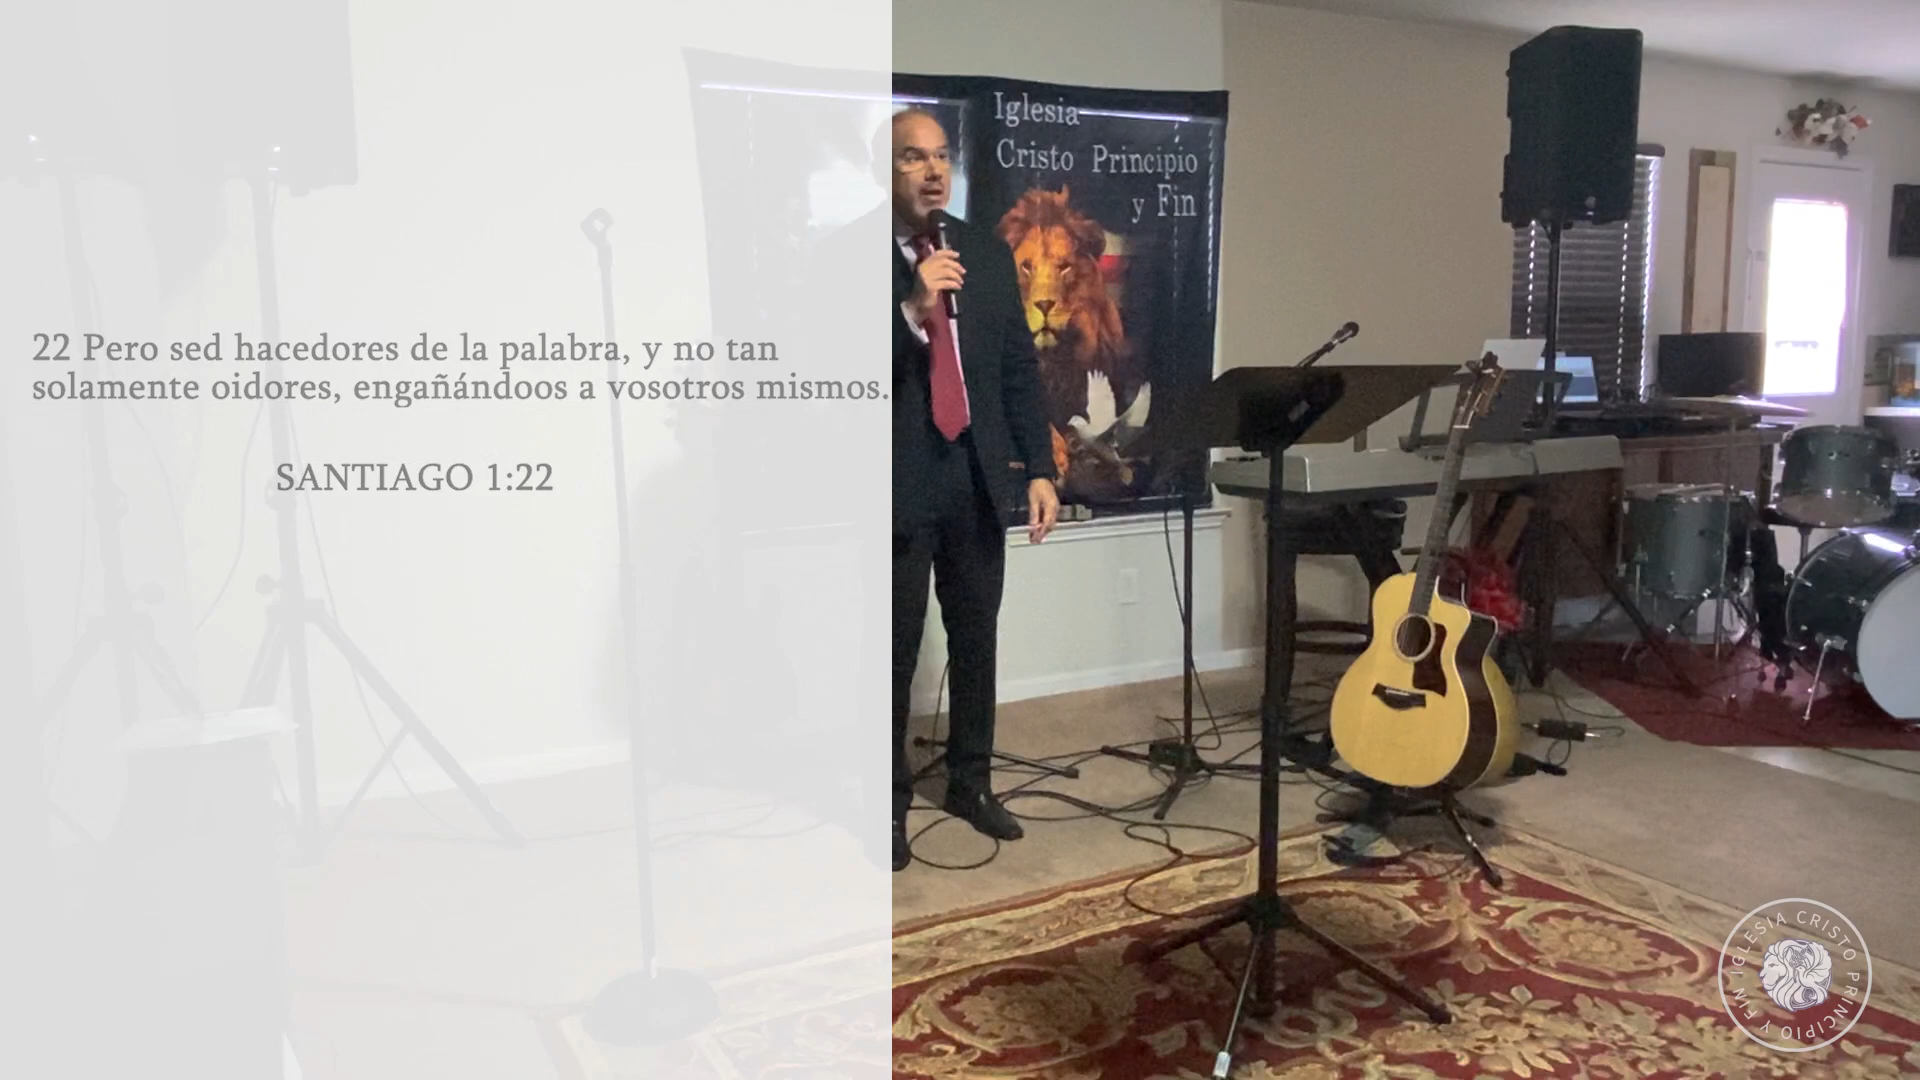 22 Pero sed hacedores de la palabra, y no tan
solamente oidores, engañándoos a vosotros mismos.
SANTIAGO 1:22
Iglesia
Cristo Principio
y Fin
IGLESIA CRISTO PRINCIPIO Y FIN